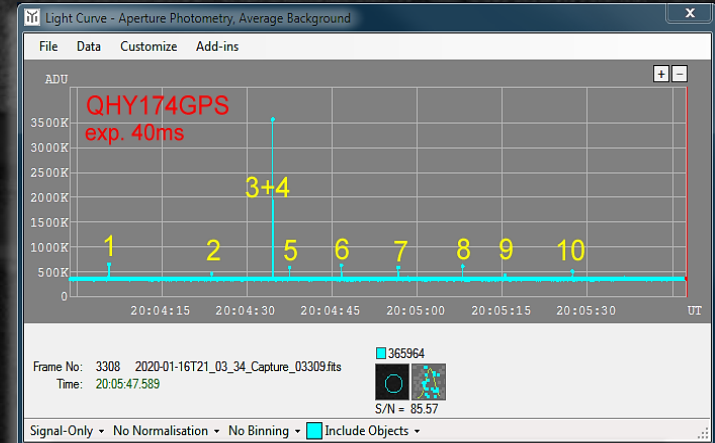 Light Curve - Aperture Photometry, Average Background
File Data Customize Add-ins
+ −
ADU
QHY174GPS
exp. 40ms
3500K
3000K
2500K
2000K
1500K
1000K
500K
0
3+4
1 2 5 6 7 8 9 10
20:04:15 20:04:30 20:04:45 20:05:00 20:05:15 20:05:30 UT
365964
Frame No: 3308 2020-01-16T21_03_34_Capture_03309.fits
Time: 20:05:47.589
S/N = 85.57
Signal-Only No Normalisation No Binning Include Objects